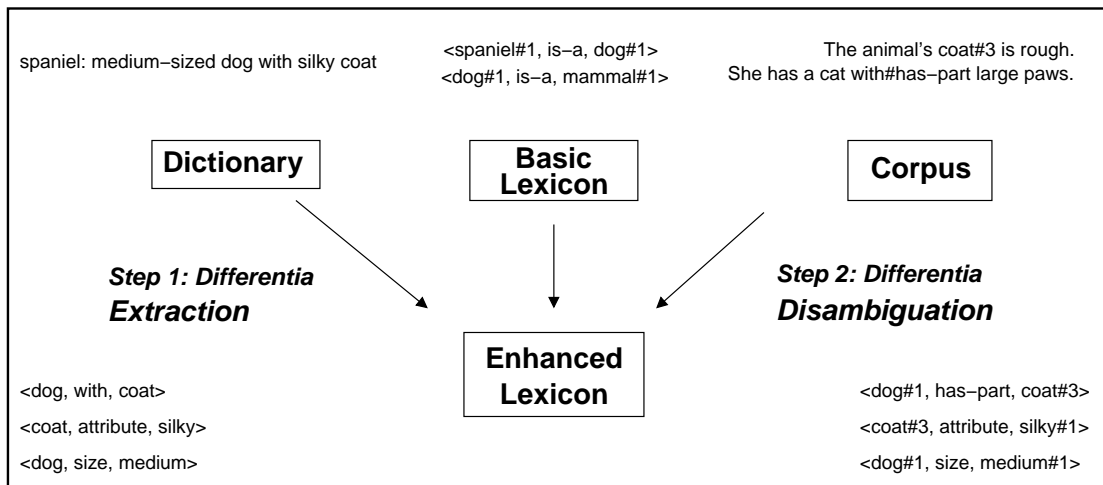 spaniel: medium−sized dog with silky coat
<spaniel#1, is−a, dog#1>
<dog#1, is−a, mammal#1>
The animal's coat#3 is rough.
She has a cat with#has−part large paws.
Dictionary
Basic
Lexicon
Corpus
Step 1: Differentia
Extraction
Step 2: Differentia
Disambiguation
Enhanced
Lexicon
<dog, with, coat>
<coat, attribute, silky>
<dog, size, medium>
<dog#1, has−part, coat#3>
<coat#3, attribute, silky#1>
<dog#1, size, medium#1>